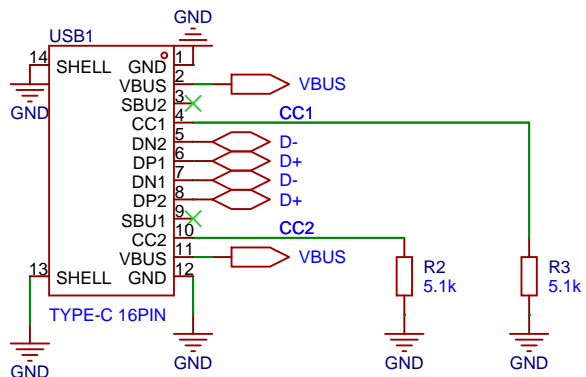 GND
USB1
14
SHELL
GND
GND
1
VBUS
2
VBUS
SBU2
3
CC1
4
CC1
DN2
5
D-
DP1
6
D+
DN1
7
D-
DP2
8
D+
SBU1
9
CC2
10
CC2
VBUS
11
VBUS
13
SHELL
GND
12
R2
5.1k
R3
5.1k
TYPE-C 16PIN
GND
GND
GND
GND